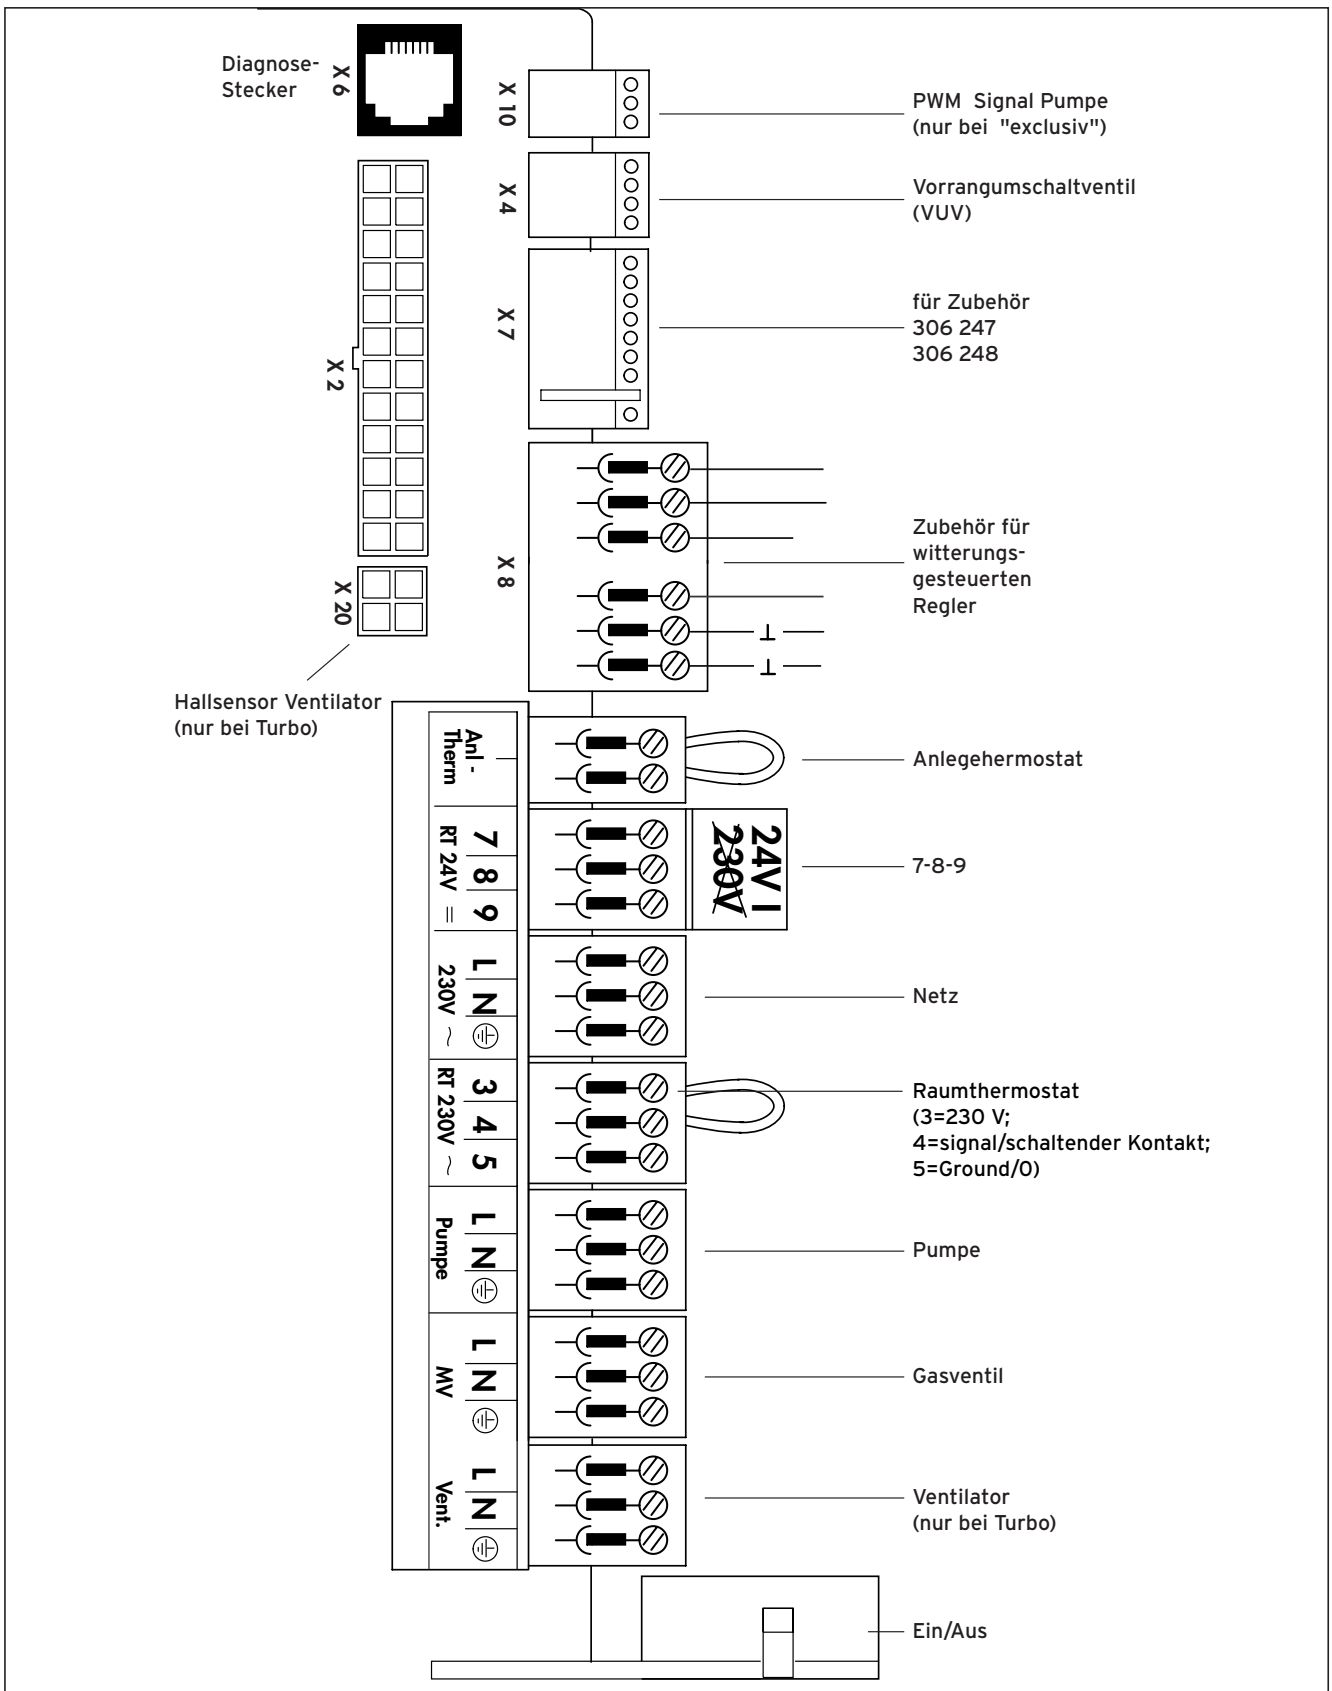 Diagnose-
Stecker
X 6
X 10
PWM  Signal Pumpe
(nur bei  "exclusiv")
X 4
Vorrangumschaltventil
(VUV)
X 7
für Zubehör
306 247
306 248
X 2
X 8
Zubehör für
witterungs-
gesteuerten
Regler
X 20
Hallsensor Ventilator
(nur bei Turbo)
Anl -
Therm
Anlegehermostat
7 8 9
RT 24V =
24V
230V
7-8-9
L N
230V ~
Netz
3 4 5
RT 230V ~
Raumthermostat
(3=230 V;
4=signal/schaltender Kontakt;
5=Ground/0)
L N
Pumpe
Pumpe
L N
MV
Gasventil
L N
Vent.
Ventilator
(nur bei Turbo)
Ein/Aus